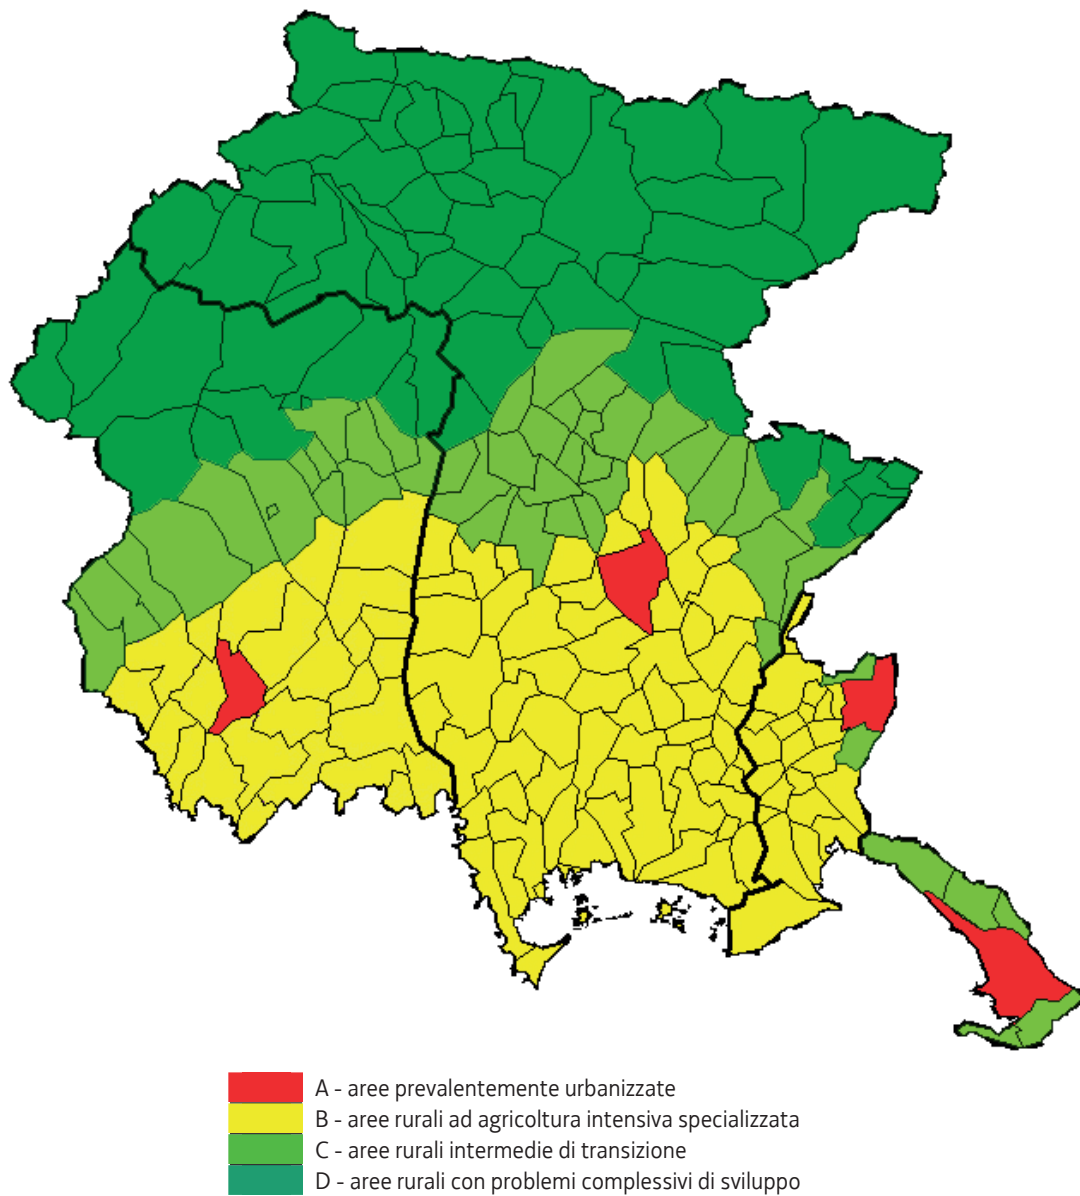 A - aree prevalentemente urbanizzate
B - aree rurali ad agricoltura intensiva specializzata
C - aree rurali intermedie di transizione
D - aree rurali con problemi complessivi di sviluppo